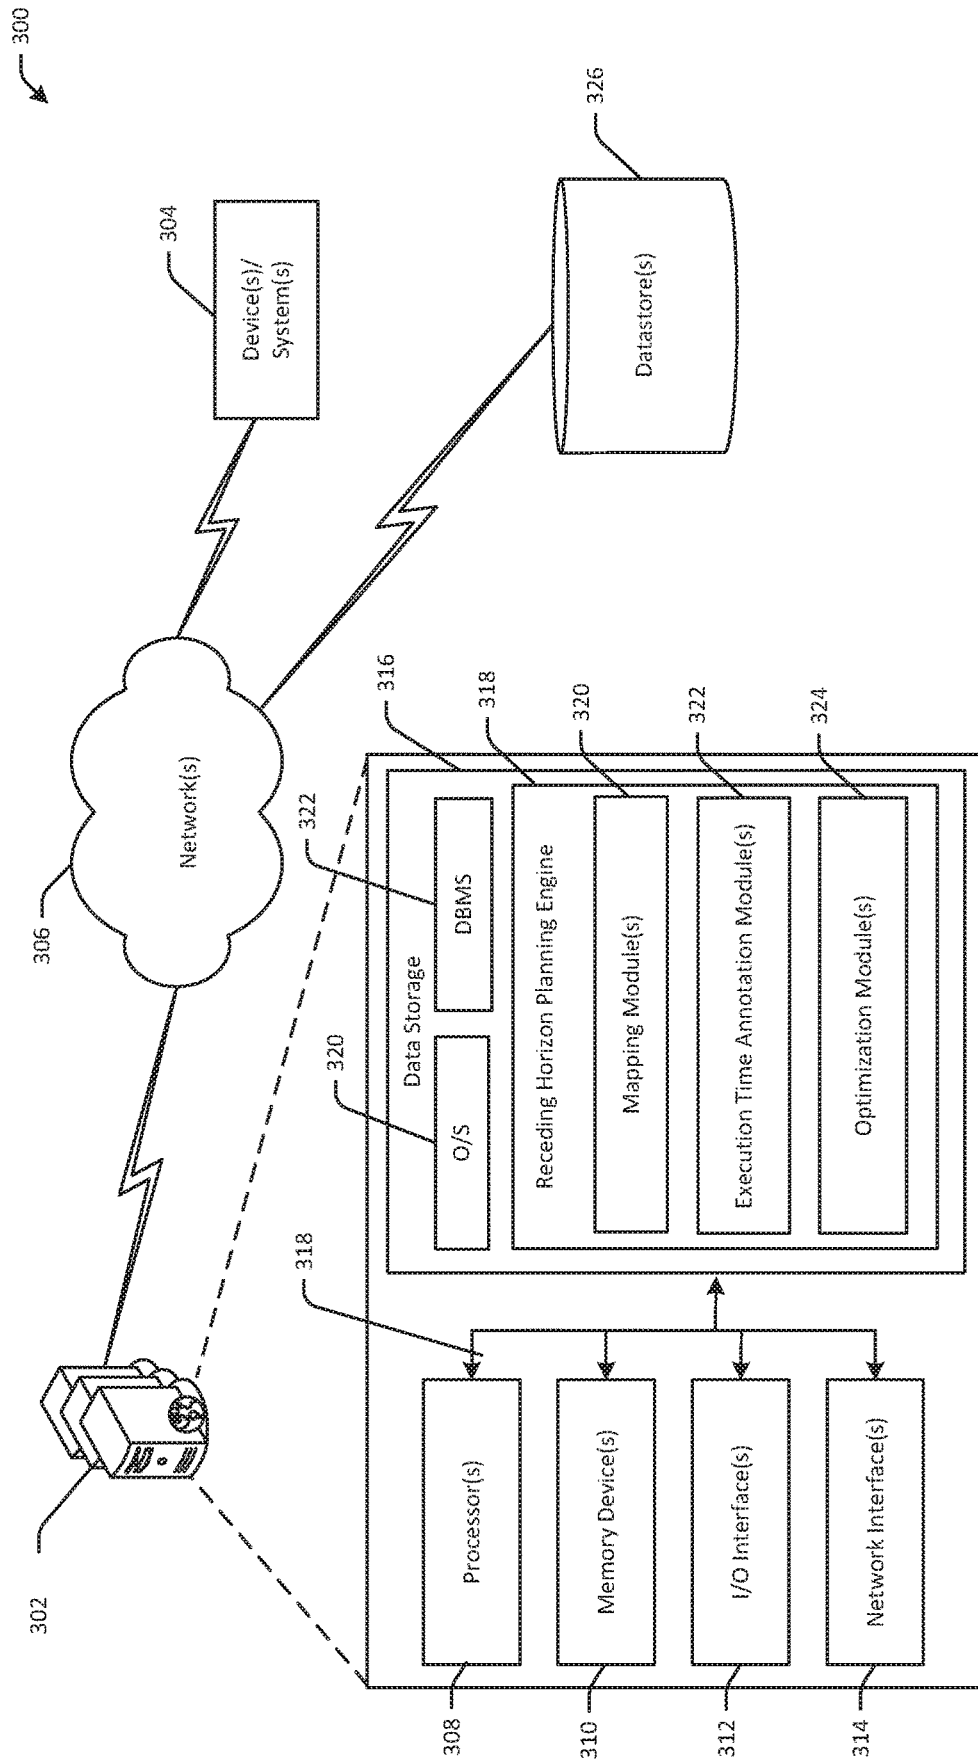 300
302
306
Network(s)
304
Device(s)/
System(s)
326
Datastore(s)
316
318
320
322
324
322
320
318
Data Storage
O/S
DBMS
Receding Horizon Planning Engine
Mapping Module(s)
Execution Time Annotation Module(s)
Optimization Module(s)
Processor(s)
308
Memory Device(s)
310
I/O Interface(s)
312
Network Interface(s)
314